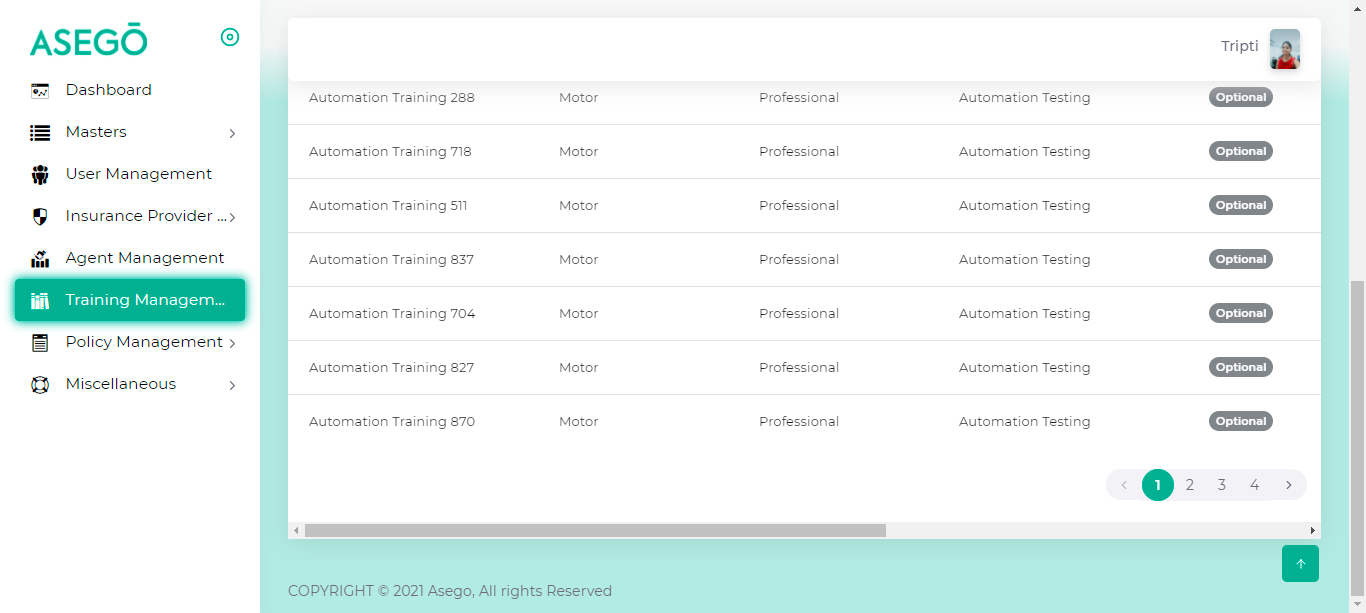 ASEGŌ
Dashboard
Masters
User Management
Insurance Provider ...
Agent Management
Training Managem...
Policy Management
Miscellaneous
Tripti
Automation Training 288 Motor Professional Automation Testing Optional
Automation Training 718 Motor Professional Automation Testing Optional
Automation Training 511 Motor Professional Automation Testing Optional
Automation Training 837 Motor Professional Automation Testing Optional
Automation Training 704 Motor Professional Automation Testing Optional
Automation Training 827 Motor Professional Automation Testing Optional
Automation Training 870 Motor Professional Automation Testing Optional
1 2 3 4
COPYRIGHT © 2021 Asego, All rights Reserved